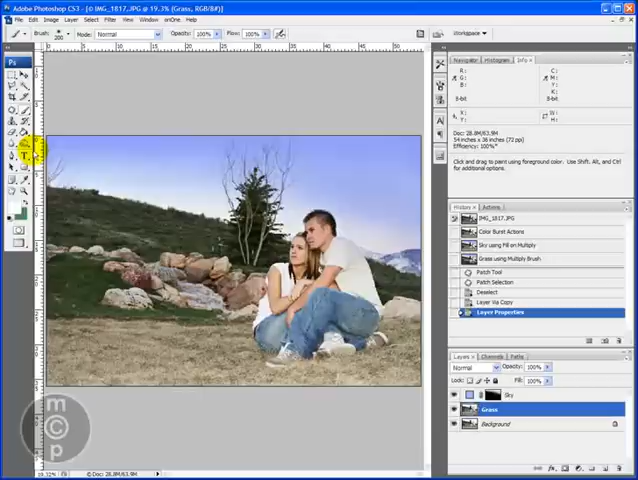 Adobe Photoshop CS3 - [© IMG_1817.JPG @ 19.3% (Grass, RGB/8#)]
File Edit Image Layer Select Filter View Window onOne Help
Brush: 200 Mode: Normal Opacity: 100% Flow: 100% Workspace
Ps
Navigator Histogram Info
R:
G:
B:
8-bit
C:
M:
Y:
K:
8-bit
X:
Y:
W:
H:
Doc: 28.8M/63.9M
54 inches x 36 inches (72 ppi)
Efficiency: 100%*
Click and drag to paint using foreground color. Use Shift, Alt, and Ctrl for additional options.
History Actions
IMG_1817.JPG
Color Burst Actions
Sky using Fill on Multiply
Grass using Multiply Brush
Patch Tool
Patch Selection
Deselect
Layer Via Copy
Layer Properties
Layers Channels Paths
Normal Opacity: 100%
Lock: Fill: 100%
Sky
Grass
Background
m
c p
19.32% Doc: 28.8M/63.9M